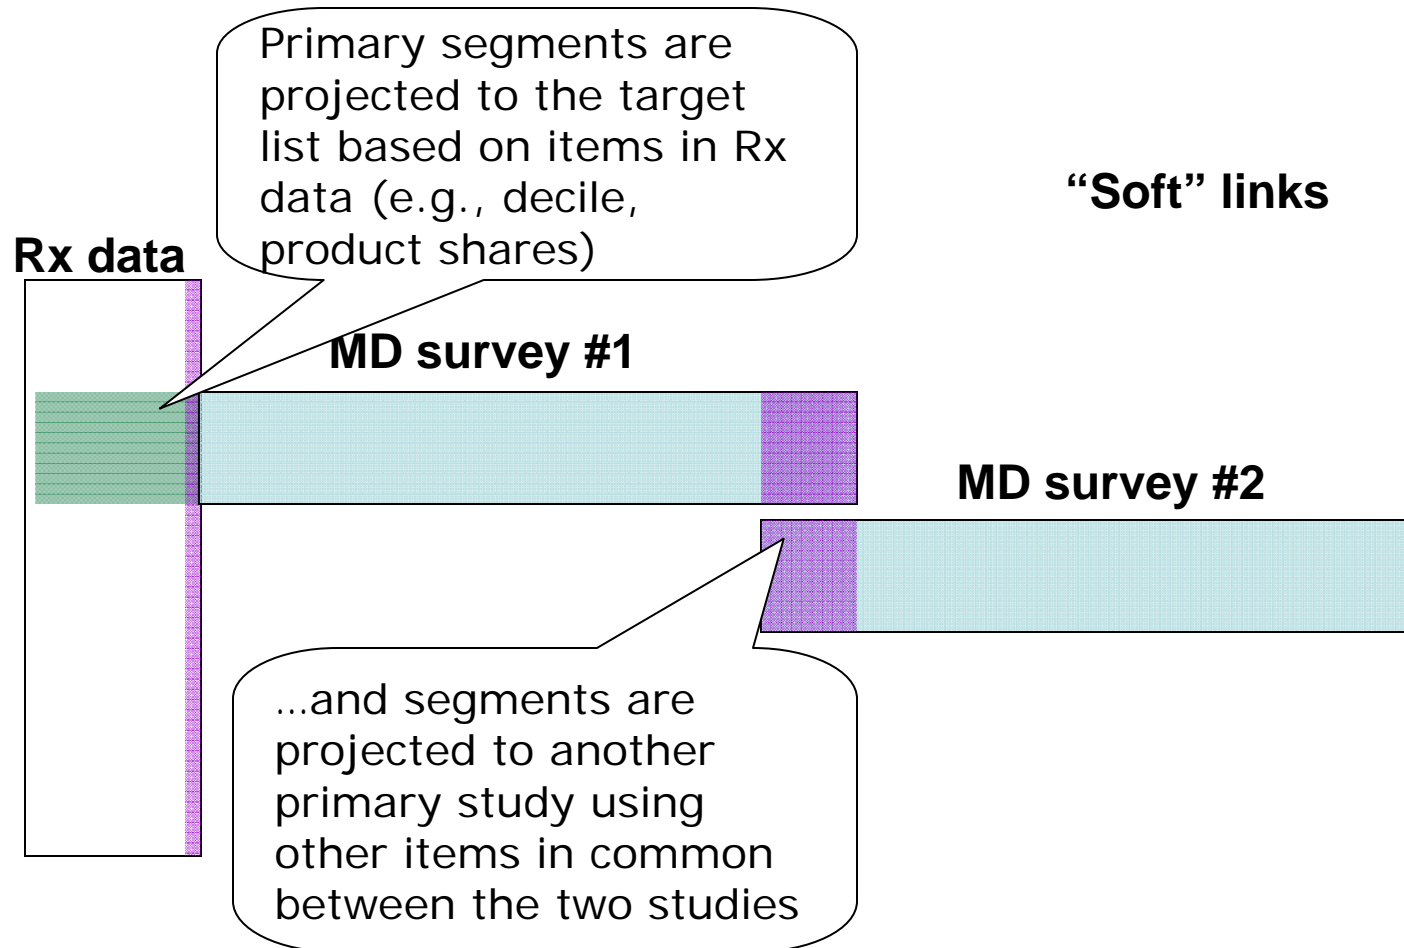 Primary segments are
projected to the target
list based on items in Rx
data (e.g., decile,
product shares)
“Soft” links
Rx data
MD survey #1
MD survey #2
...and segments are
projected to another
primary study using
other items in common
between the two studies